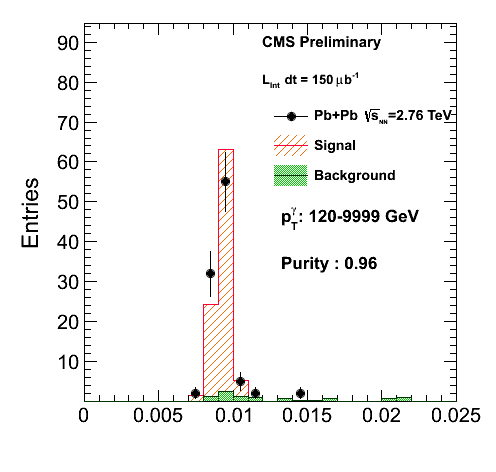 CMS Preliminary
L_Int dt = 150 μb^-1
Pb+Pb √s_NN=2.76 TeV
Signal
Background
p_T^γ: 120-9999 GeV
Purity : 0.96
Entries
90
80
70
60
50
40
30
20
10
0 0.005 0.01 0.015 0.02 0.025